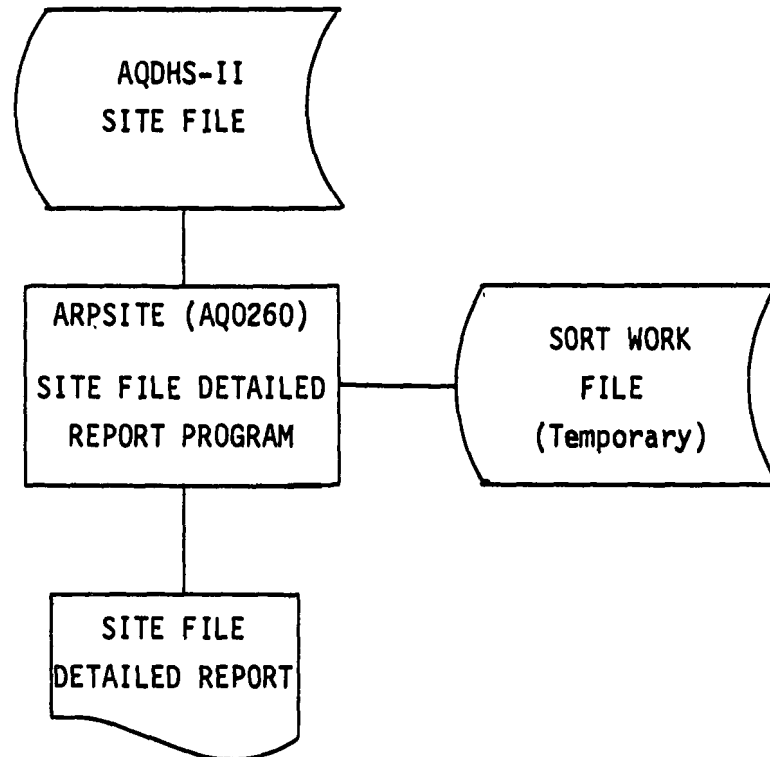 AQDHS-II
SITE FILE
ARPSITE (AQ0260)
SITE FILE DETAILED
REPORT PROGRAM
SORT WORK
FILE
(Temporary)
SITE FILE
DETAILED REPORT